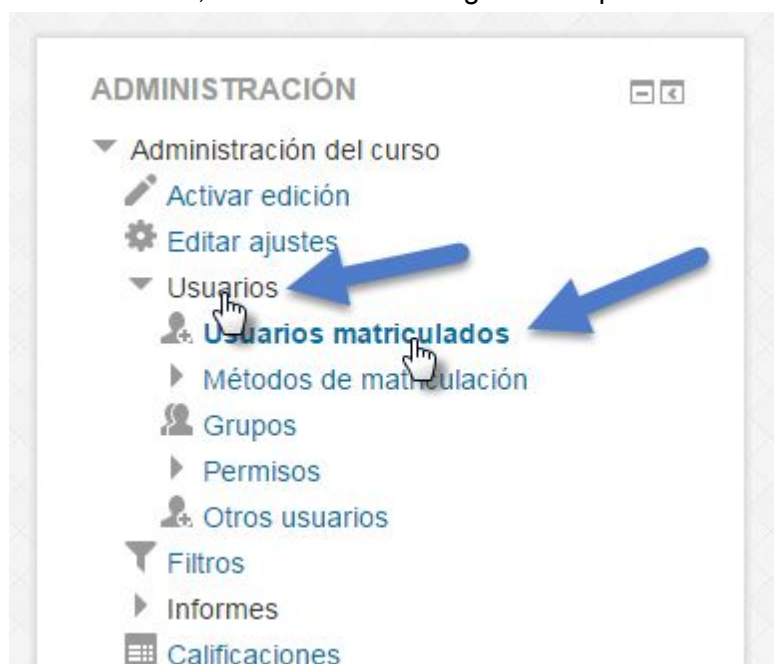 ADMINISTRACIÓN
Administración del curso
Activar edición
Editar ajustes
Usuarios
Usuarios matriculados
Métodos de matriculación
Grupos
Permisos
Otros usuarios
Filtros
Informes
Calificaciones